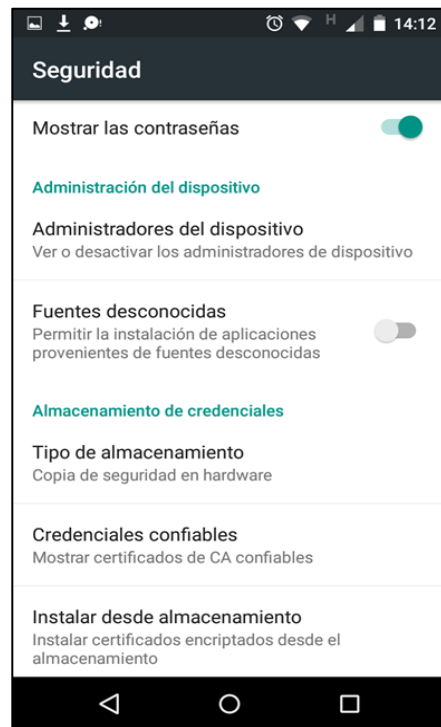 H 14:12
Seguridad
Mostrar las contraseñas
Administración del dispositivo
Administradores del dispositivo
Ver o desactivar los administradores de dispositivo
Fuentes desconocidas
Permitir la instalación de aplicaciones
provenientes de fuentes desconocidas
Almacenamiento de credenciales
Tipo de almacenamiento
Copia de seguridad en hardware
Credenciales confiables
Mostrar certificados de CA confiables
Instalar desde almacenamiento
Instalar certificados encriptados desde el
almacenamiento